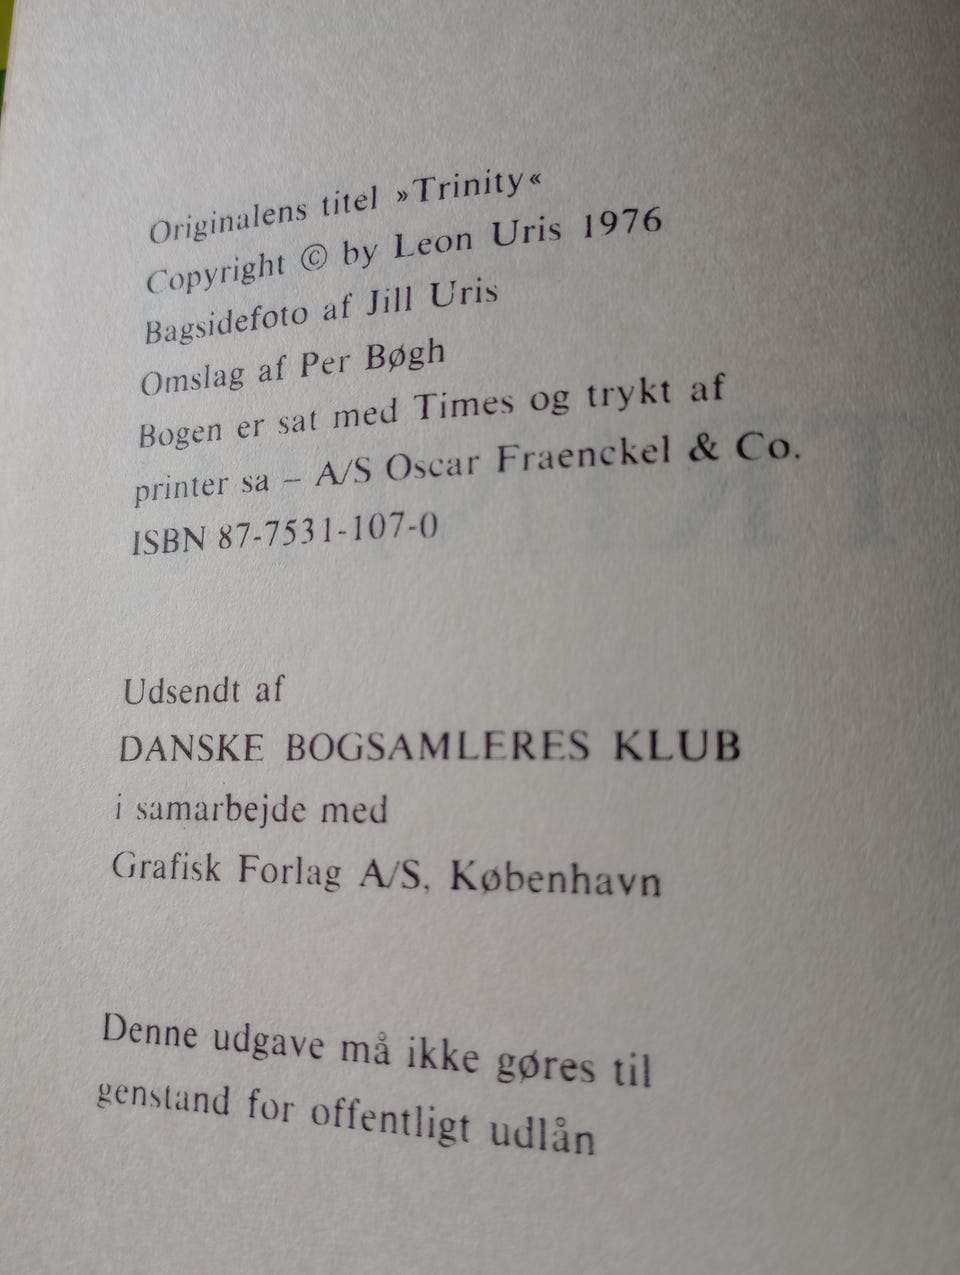 Originalens titel »Trinity«
Copyright © by Leon Uris 1976
Bagsidefoto af Jill Uris
Omslag af Per Bøgh
Bogen er sat med Times og trykt af
printer sa – A/S Oscar Fraenckel & Co.
ISBN 87-7531-107-0
Udsendt af
DANSKE BOGSAMLERES KLUB
i samarbejde med
Grafisk Forlag A/S, København
Denne udgave må ikke gøres til
genstand for offentligt udlån